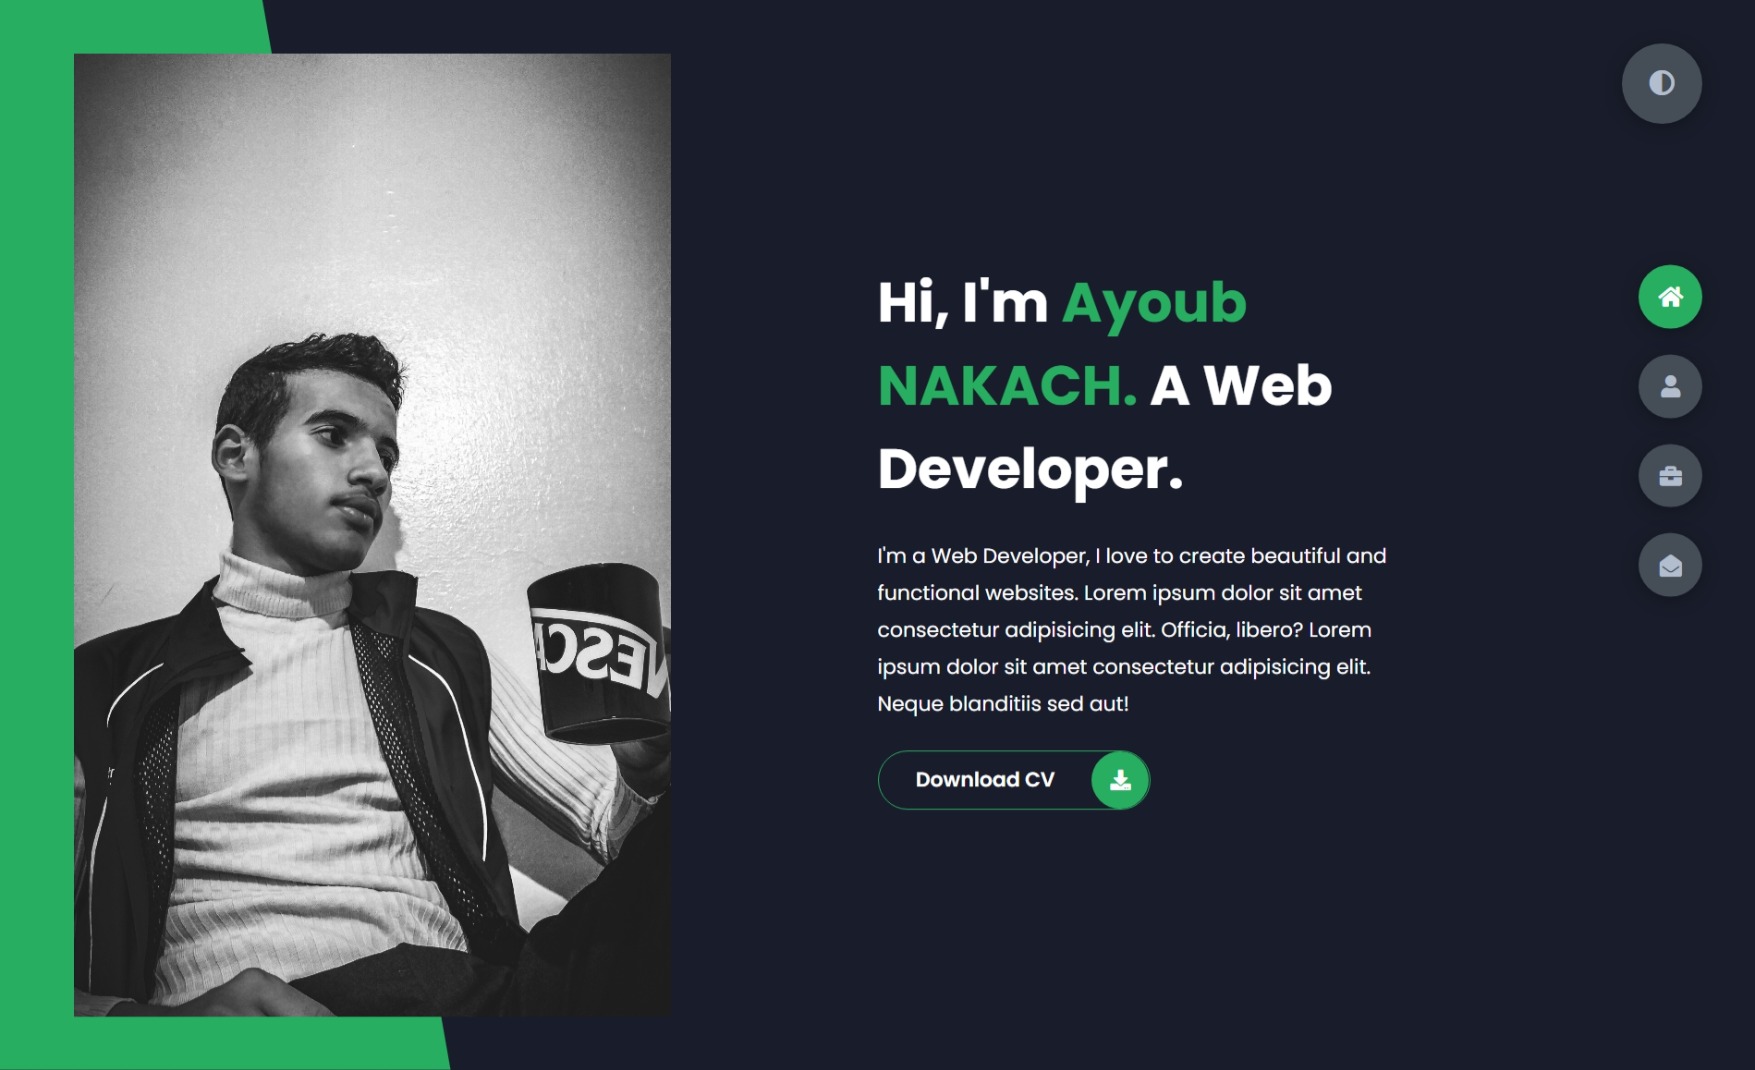 Hi, I'm Ayoub
NAKACH. A Web
Developer.
I'm a Web Developer, I love to create beautiful and
functional websites. Lorem ipsum dolor sit amet
consectetur adipisicing elit. Officia, libero? Lorem
ipsum dolor sit amet consectetur adipisicing elit.
Neque blanditiis sed aut!
Download CV
NESCA